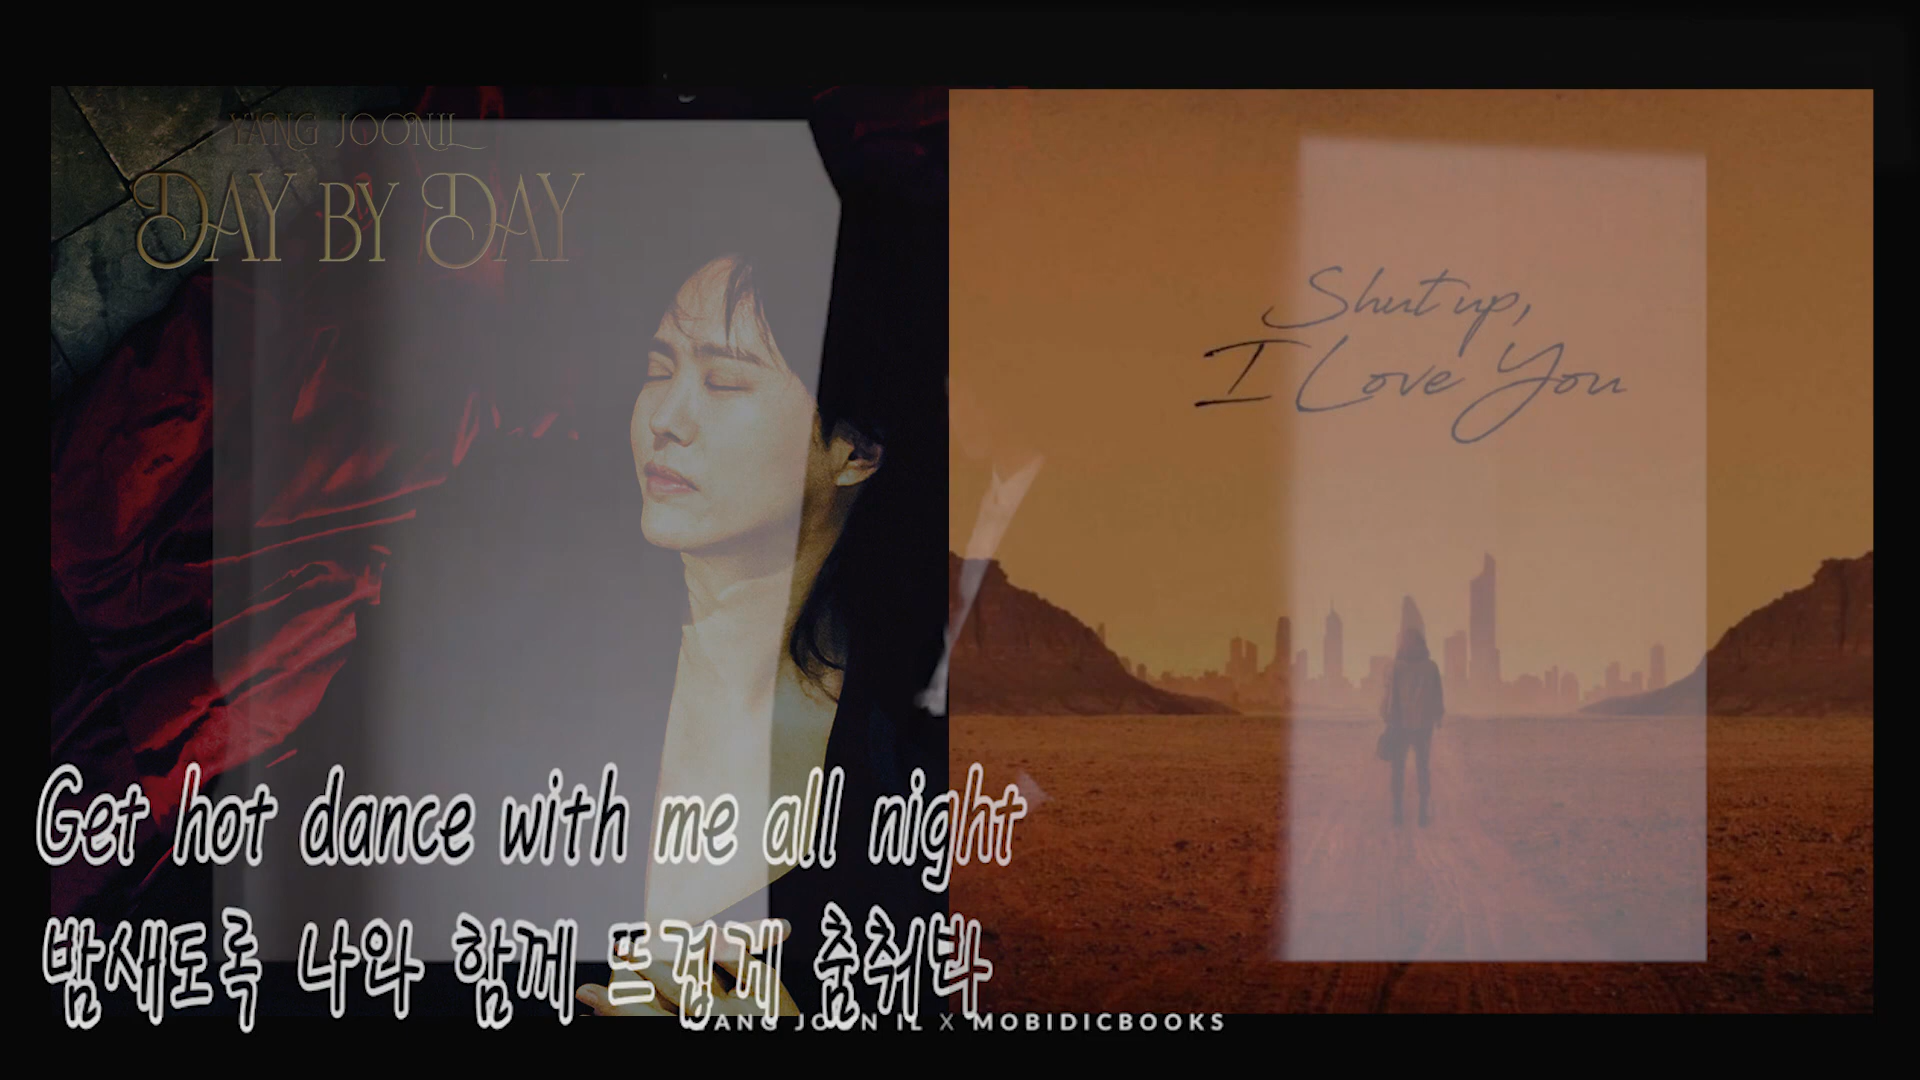 YANG JOONIL
DAY BY DAY
Shut up,
I Love You
Get hot dance with me all night
밤새도록 나와 함께 뜨겁게 춤춰봐
YANG JOON IL X MOBIDICBOOKS